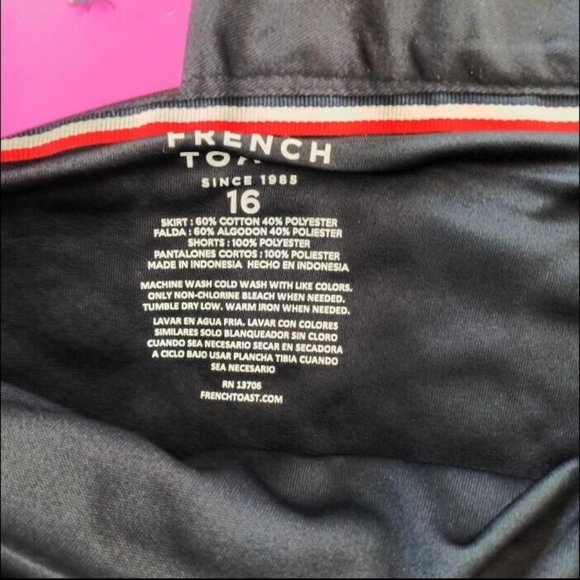 FRENCH
TOAST
SINCE 1985
16
SKIRT : 60% COTTON 40% POLYESTER
FALDA : 60% ALGODON 40% POLIESTER
SHORTS : 100% POLYESTER
PANTALONES CORTOS : 100% POLIESTER
MADE IN INDONESIA HECHO EN INDONESIA
MACHINE WASH COLD WASH WITH LIKE COLORS,
ONLY NON-CHLORINE BLEACH WHEN NEEDED.
TUMBLE DRY LOW. WARM IRON WHEN NEEDED.
LAVAR EN AGUA FRIA. LAVAR CON COLORES
SIMILARES SOLO BLANQUEADOR SIN CLORO
CUANDO SEA NECESARIO SECAR EN SECADORA
A CICLO BAJO USAR PLANCHA TIBIA CUANDO
SEA NECESARIO
RN 13706
FRENCHTOAST.COM